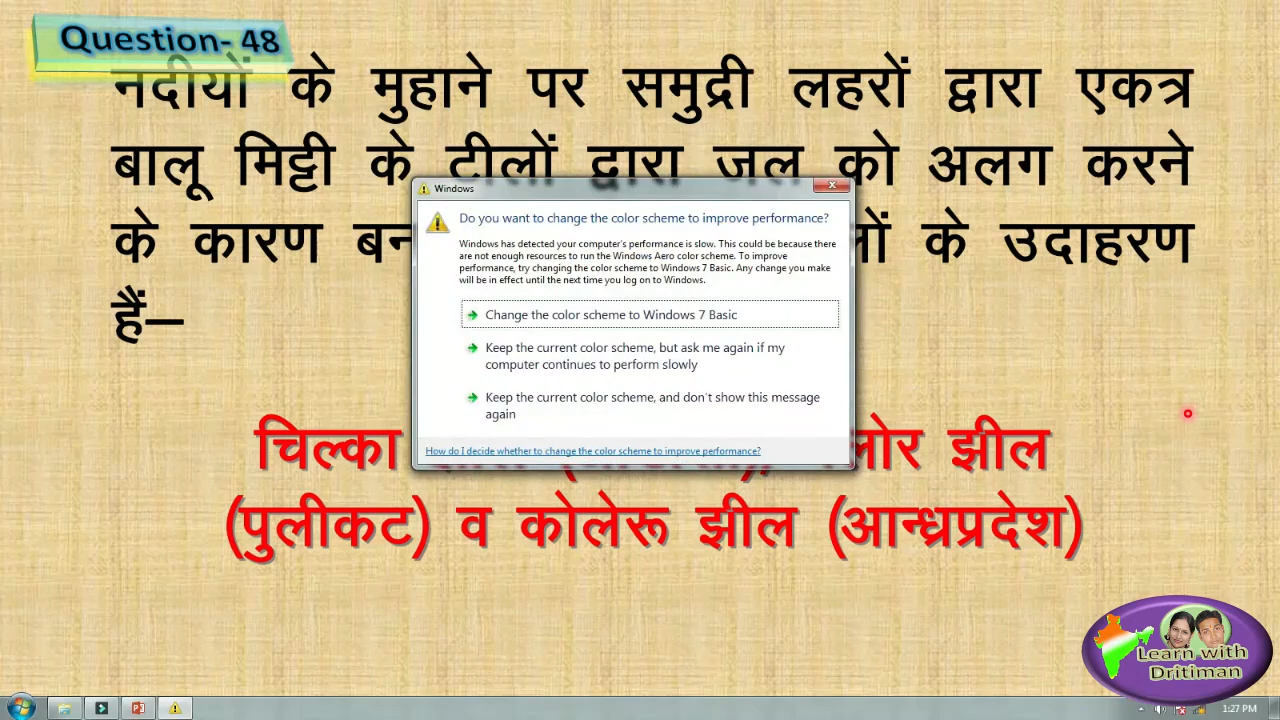 Question- 48
नदीयों के मुहाने पर समुद्री लहरों द्वारा एकत्र
बालू मिट्टी के टीलों द्वारा जल को अलग करने
के कारण के उदाहरण
हैं–
चिल्का झील
(पुलीकट) व कोलेरू झील (आन्ध्रप्रदेश)
Windows
Do you want to change the color scheme to improve performance?
Windows has detected your computer's performance is slow. This could be because there
are not enough resources to run the Windows Aero color scheme. To improve
performance, try changing the color scheme to Windows 7 Basic. Any change you make
will be in effect until the next time you log on to Windows.
Change the color scheme to Windows 7 Basic
Keep the current color scheme, but ask me again if my
computer continues to perform slowly
Keep the current color scheme, and don't show this message
again
How do I decide whether to change the color scheme to improve performance?
Learn with
Dritiman
1:27 PM